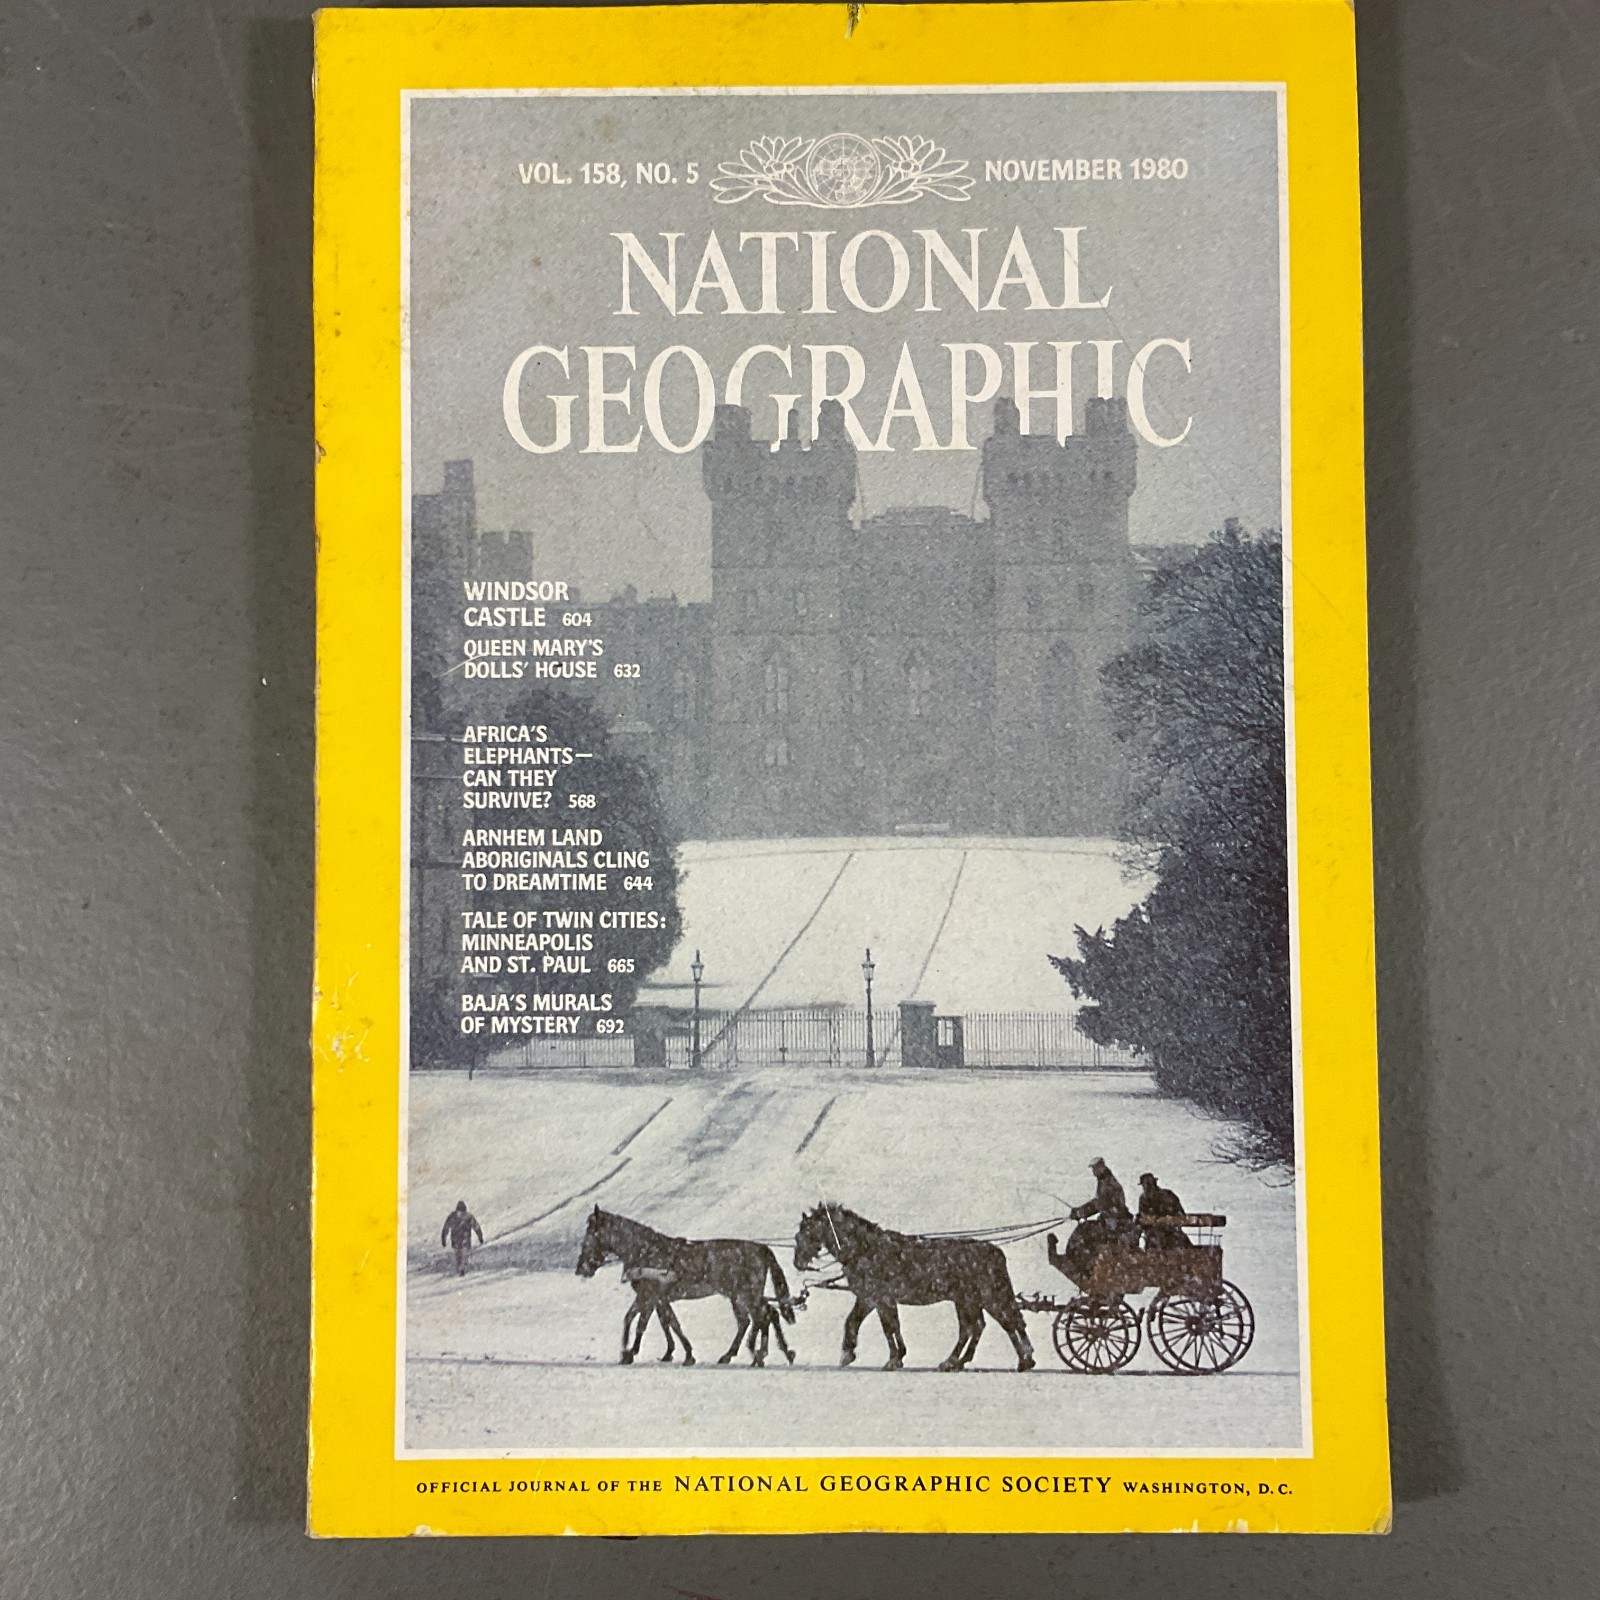 VOL. 158, NO. 5 NOVEMBER 1980
NATIONAL
GEOGRAPHIC
WINDSOR
CASTLE 604
QUEEN MARY'S
DOLLS' HOUSE 632
AFRICA'S
ELEPHANTS—
CAN THEY
SURVIVE? 568
ARNHEM LAND
ABORIGINALS CLING
TO DREAMTIME 644
TALE OF TWIN CITIES:
MINNEAPOLIS
AND ST. PAUL 665
BAJA'S MURALS
OF MYSTERY 692
OFFICIAL JOURNAL OF THE NATIONAL GEOGRAPHIC SOCIETY WASHINGTON, D.C.